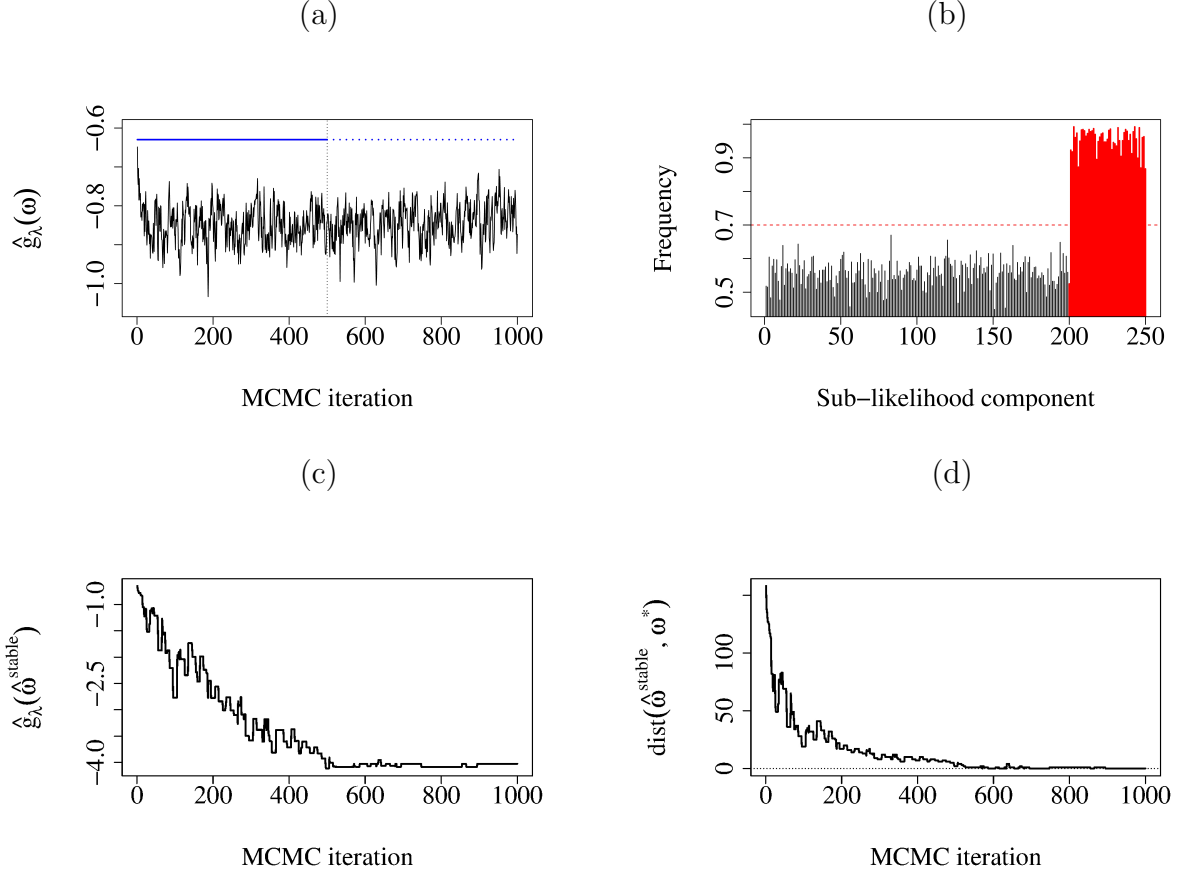 (a)
ĝλ(ω)
−0.6
−0.8
−1.0
0 200 400 600 800 1000
MCMC iteration
(b)
Frequency
0.9
0.7
0.5
0 50 100 150 200 250
Sub−likelihood component
(c)
ĝλ(ω̂stable)
−1.0
−2.5
−4.0
0 200 400 600 800 1000
MCMC iteration
(d)
dist(ω̂stable, ω*)
100
50
0
0 200 400 600 800 1000
MCMC iteration